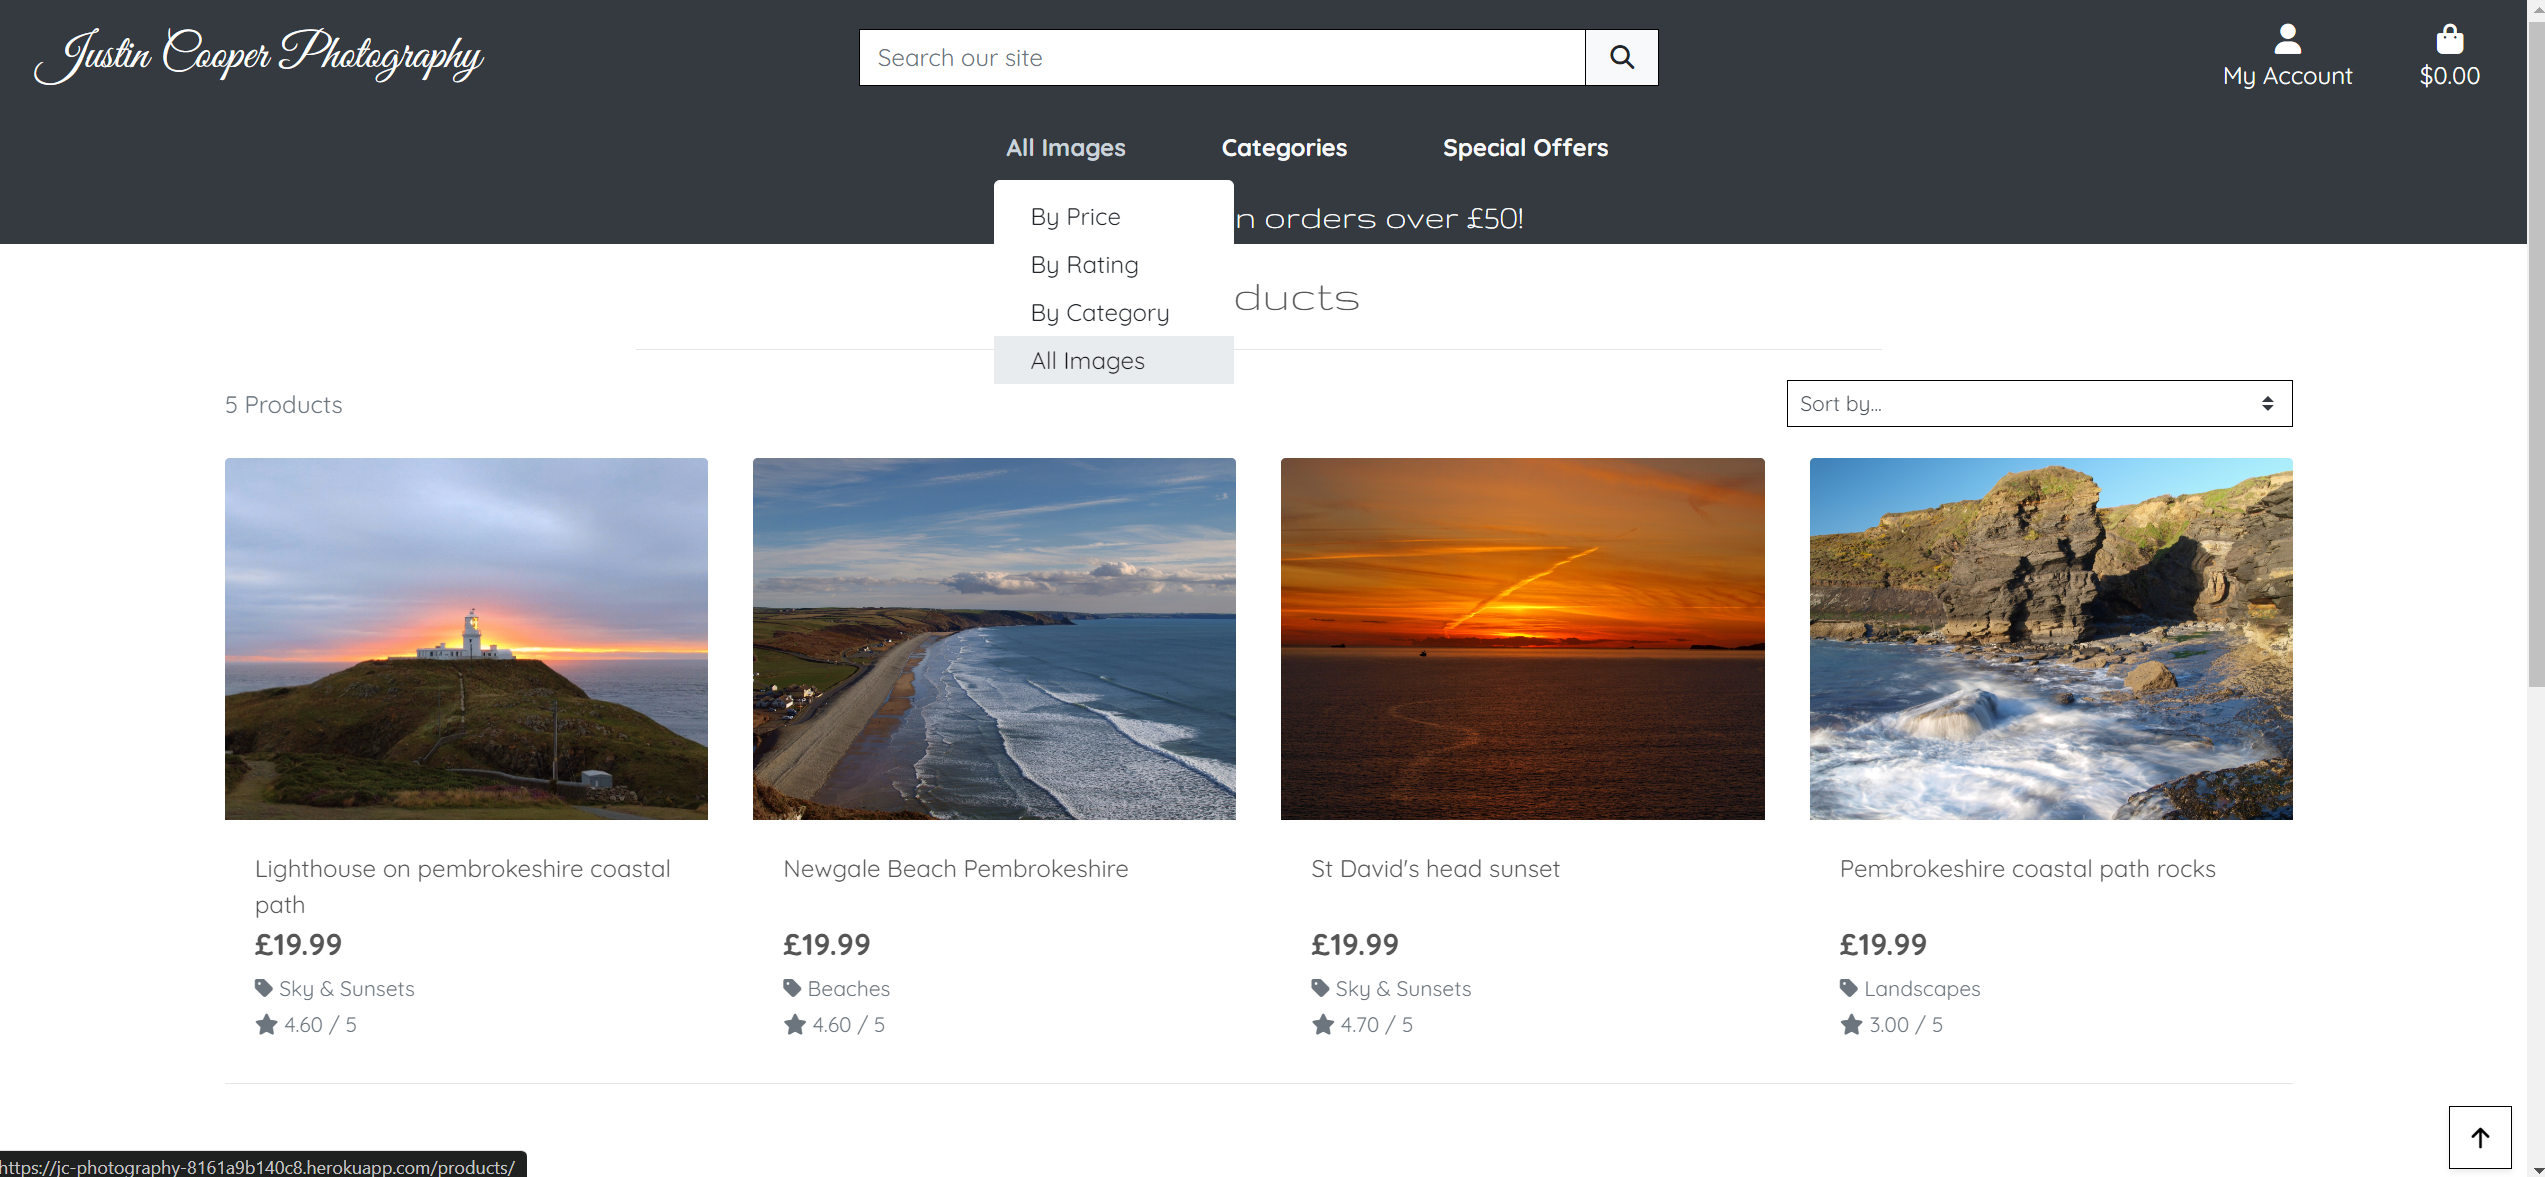 Justin Cooper Photography
Search our site
My Account
$0.00
All Images
Categories
Special Offers
By Price
By Rating
By Category
All Images
orders over £50!
5 Products
Sort by...
Lighthouse on pembrokeshire coastal
path
£19.99
Sky & Sunsets
4.60 / 5
Newgale Beach Pembrokeshire
£19.99
Beaches
4.60 / 5
St David's head sunset
£19.99
Sky & Sunsets
4.70 / 5
Pembrokeshire coastal path rocks
£19.99
Landscapes
3.00 / 5
https://jc-photography-8161a9b140c8.herokuapp.com/products/